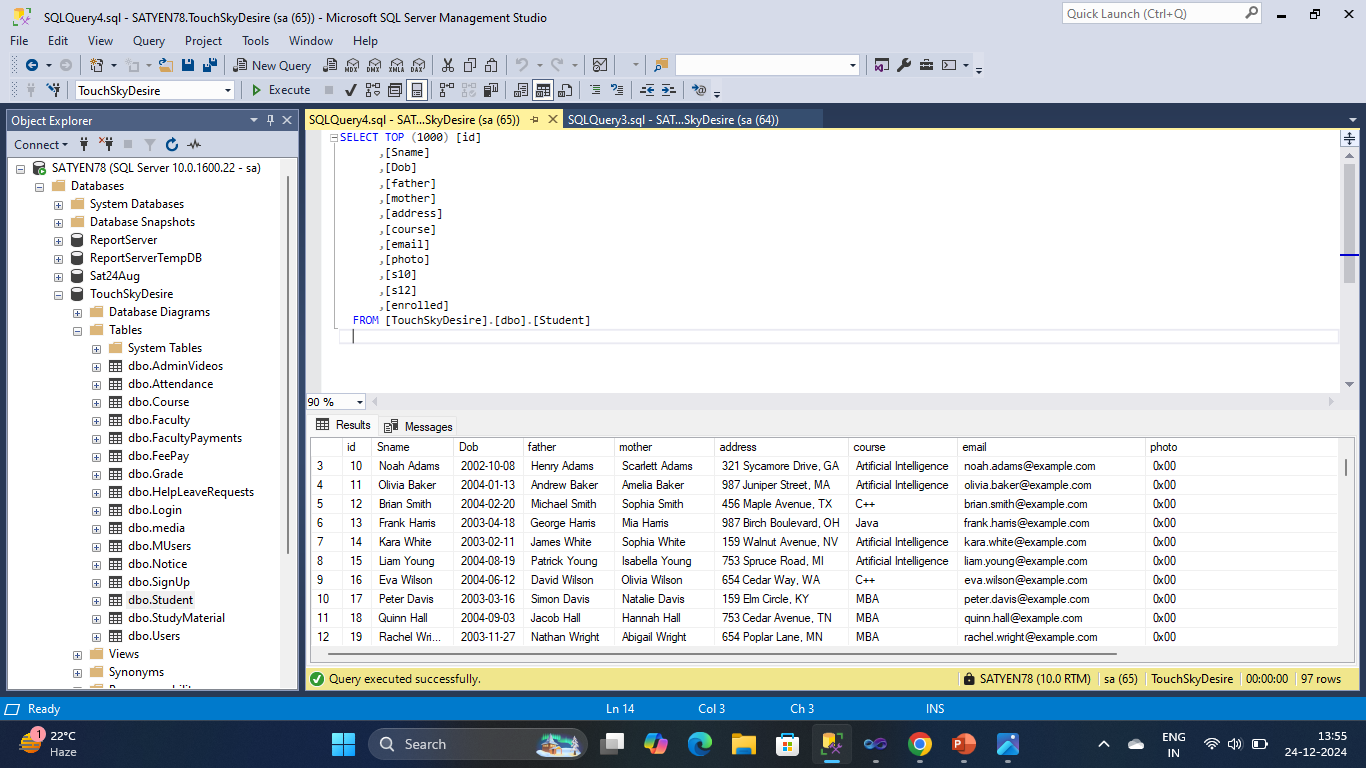 SQLQuery4.sql - SATYEN78.TouchSkyDesire (sa (65)) - Microsoft SQL Server Management Studio
Quick Launch (Ctrl+Q)
File Edit View Query Project Tools Window Help
New Query
MDX DMX XMLA DAX
TouchSkyDesire
Execute
Object Explorer
Connect
SATYEN78 (SQL Server 10.0.1600.22 - sa)
Databases
System Databases
Database Snapshots
ReportServer
ReportServerTempDB
Sat24Aug
TouchSkyDesire
Database Diagrams
Tables
System Tables
dbo.AdminVideos
dbo.Attendance
dbo.Course
dbo.Faculty
dbo.FacultyPayments
dbo.FeePay
dbo.Grade
dbo.HelpLeaveRequests
dbo.Login
dbo.media
dbo.MUsers
dbo.Notice
dbo.SignUp
dbo.Student
dbo.StudyMaterial
dbo.Users
Views
Synonyms
SQLQuery4.sql - SAT...SkyDesire (sa (65)) SQLQuery3.sql - SAT...SkyDesire (sa (64))
SELECT TOP (1000) [id]
,[Sname]
,[Dob]
,[father]
,[mother]
,[address]
,[course]
,[email]
,[photo]
,[s10]
,[s12]
,[enrolled]
FROM [TouchSkyDesire].[dbo].[Student]
90 %
Results Messages
id Sname Dob father mother address course email photo
3 10 Noah Adams 2002-10-08 Henry Adams Scarlett Adams 321 Sycamore Drive, GA Artificial Intelligence noah.adams@example.com 0x00
4 11 Olivia Baker 2004-01-13 Andrew Baker Amelia Baker 987 Juniper Street, MA Artificial Intelligence olivia.baker@example.com 0x00
5 12 Brian Smith 2004-02-20 Michael Smith Sophia Smith 456 Maple Avenue, TX C++ brian.smith@example.com 0x00
6 13 Frank Harris 2003-04-18 George Harris Mia Harris 987 Birch Boulevard, OH Java frank.harris@example.com 0x00
7 14 Kara White 2003-02-11 James White Sophia White 159 Walnut Avenue, NV Artificial Intelligence kara.white@example.com 0x00
8 15 Liam Young 2004-08-19 Patrick Young Isabella Young 753 Spruce Road, MI Artificial Intelligence liam.young@example.com 0x00
9 16 Eva Wilson 2004-06-12 David Wilson Olivia Wilson 654 Cedar Way, WA C++ eva.wilson@example.com 0x00
10 17 Peter Davis 2003-03-16 Simon Davis Natalie Davis 159 Elm Circle, KY MBA peter.davis@example.com 0x00
11 18 Quinn Hall 2004-09-03 Jacob Hall Hannah Hall 753 Cedar Avenue, TN MBA quinn.hall@example.com 0x00
12 19 Rachel Wri... 2003-11-27 Nathan Wright Abigail Wright 654 Poplar Lane, MN MBA rachel.wright@example.com 0x00
Query executed successfully. SATYEN78 (10.0 RTM) sa (65) TouchSkyDesire 00:00:00 97 rows
Ready Ln 14 Col 3 Ch 3 INS
1
22°C
Haze
Search
ENG
IN
13:55
24-12-2024